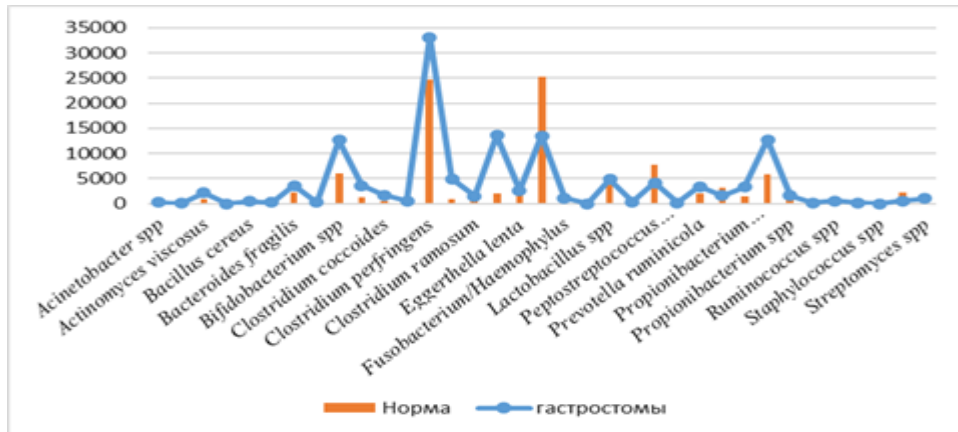 35000
30000
25000
20000
15000
10000
5000
0
Acinetobacter spp
Actinomyces viscosus
Bacillus cereus
Bacteroides fragilis
Bifidobacterium spp
Clostridium coccoides
Clostridium perfringens
Clostridium ramosum
Eggerthella lenta
Fusobacterium/Haemophylus
Lactobacillus spp
Peptostreptococcus...
Prevotella ruminicola
Propionibacterium...
Propionibacterium spp
Ruminococcus spp
Staphylococcus spp
Streptomyces spp
Норма
гастростомы